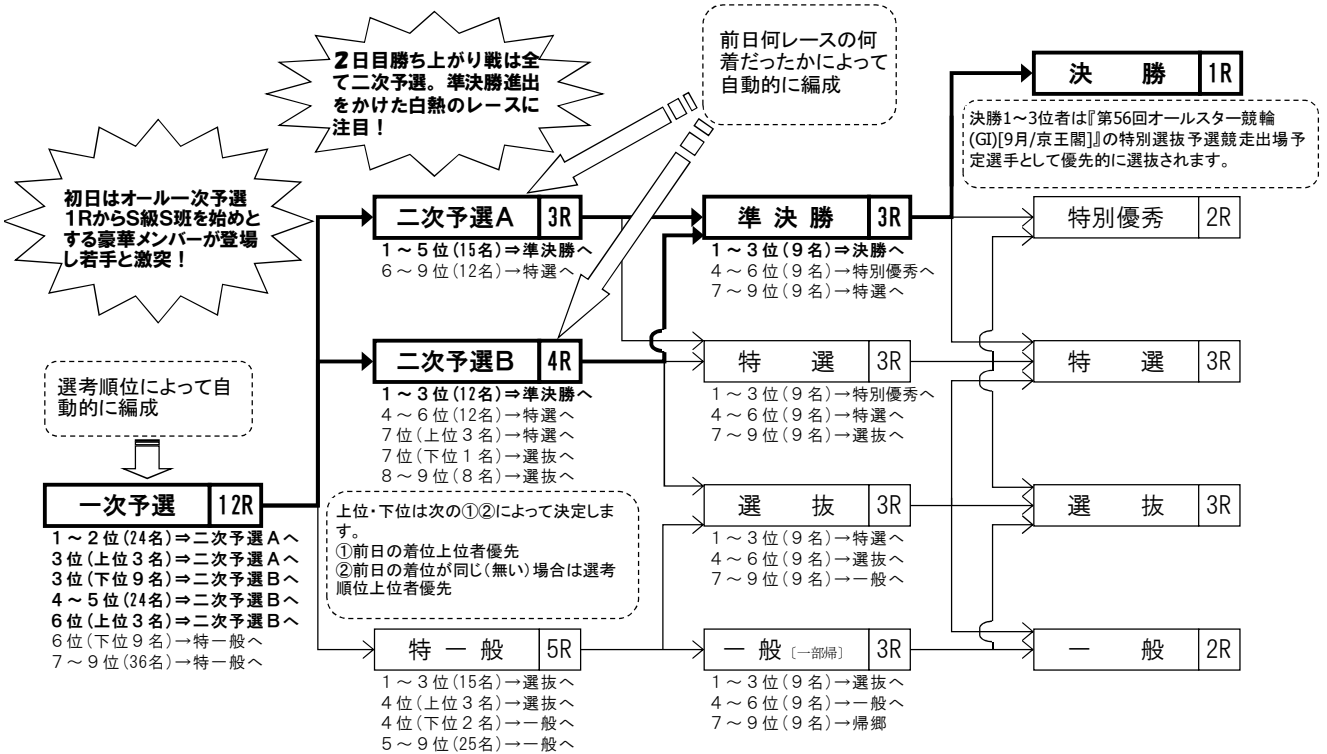 2日目勝ち上がり戦は全
て二次予選。準決勝進出
をかけた白熱のレースに
注目！
前日何レースの何
着だったかによって
自動的に編成
決　勝 1R
決勝1～3位者は『第56回オールスター競輪
(GI)[9月/京王閣]』の特別選抜予選競走出場予
定選手として優先的に選抜されます。
初日はオール一次予選
1RからS級S班を始めと
する豪華メンバーが登場
し若手と激突！
二次予選A 3R
1～5位(15名)⇒準決勝へ
6～9位(12名)→特選へ
準決勝 3R
1～3位(9名)⇒決勝へ
4～6位(9名)→特別優秀へ
7～9位(9名)→特選へ
特別優秀 2R
選考順位によって自
動的に編成
二次予選B 4R
1～3位(12名)⇒準決勝へ
4～6位(12名)→特選へ
7位(上位3名)→特選へ
7位(下位1名)→選抜へ
8～9位(8名)→選抜へ
特　選 3R
1～3位(9名)→特別優秀へ
4～6位(9名)→特選へ
7～9位(9名)→選抜へ
特　選 3R
一次予選 12R
1～2位(24名)⇒二次予選Aへ
3位(上位3名)⇒二次予選Aへ
3位(下位9名)⇒二次予選Bへ
4～5位(24名)⇒二次予選Bへ
6位(上位3名)⇒二次予選Bへ
6位(下位9名)→特一般へ
7～9位(36名)→特一般へ
上位・下位は次の①②によって決定しま
す。
①前日の着位上位者優先
②前日の着位が同じ(無い)場合は選考
順位上位者優先
選　抜 3R
1～3位(9名)→特選へ
4～6位(9名)→選抜へ
7～9位(9名)→一般へ
選　抜 3R
特一般 5R
1～3位(15名)→選抜へ
4位(上位3名)→選抜へ
4位(下位2名)→一般へ
5～9位(25名)→一般へ
一般［一部帰］ 3R
1～3位(9名)→選抜へ
4～6位(9名)→一般へ
7～9位(9名)→帰郷
一　般 2R